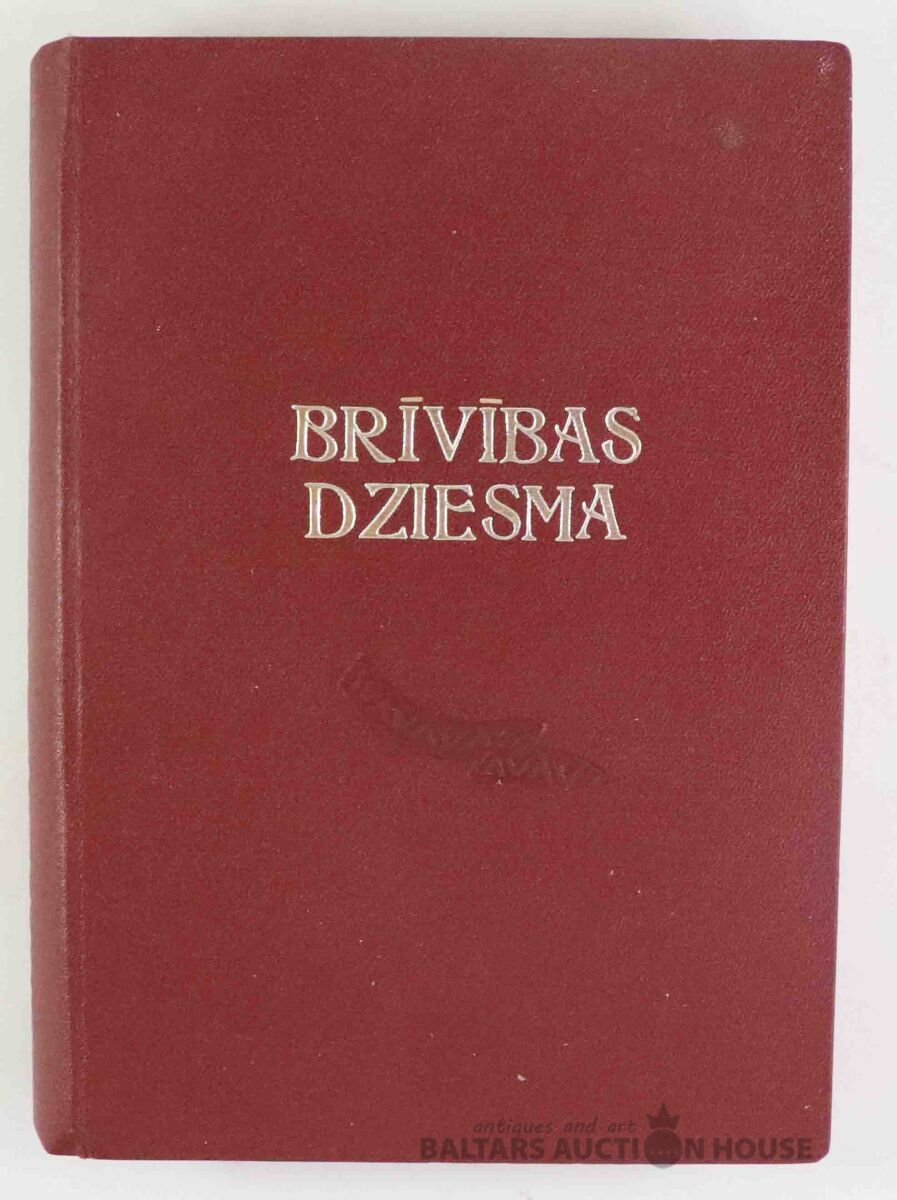 BRĪVĪBAS
DZIESMA
antiques and art
BALTARS AUCTION HOUSE